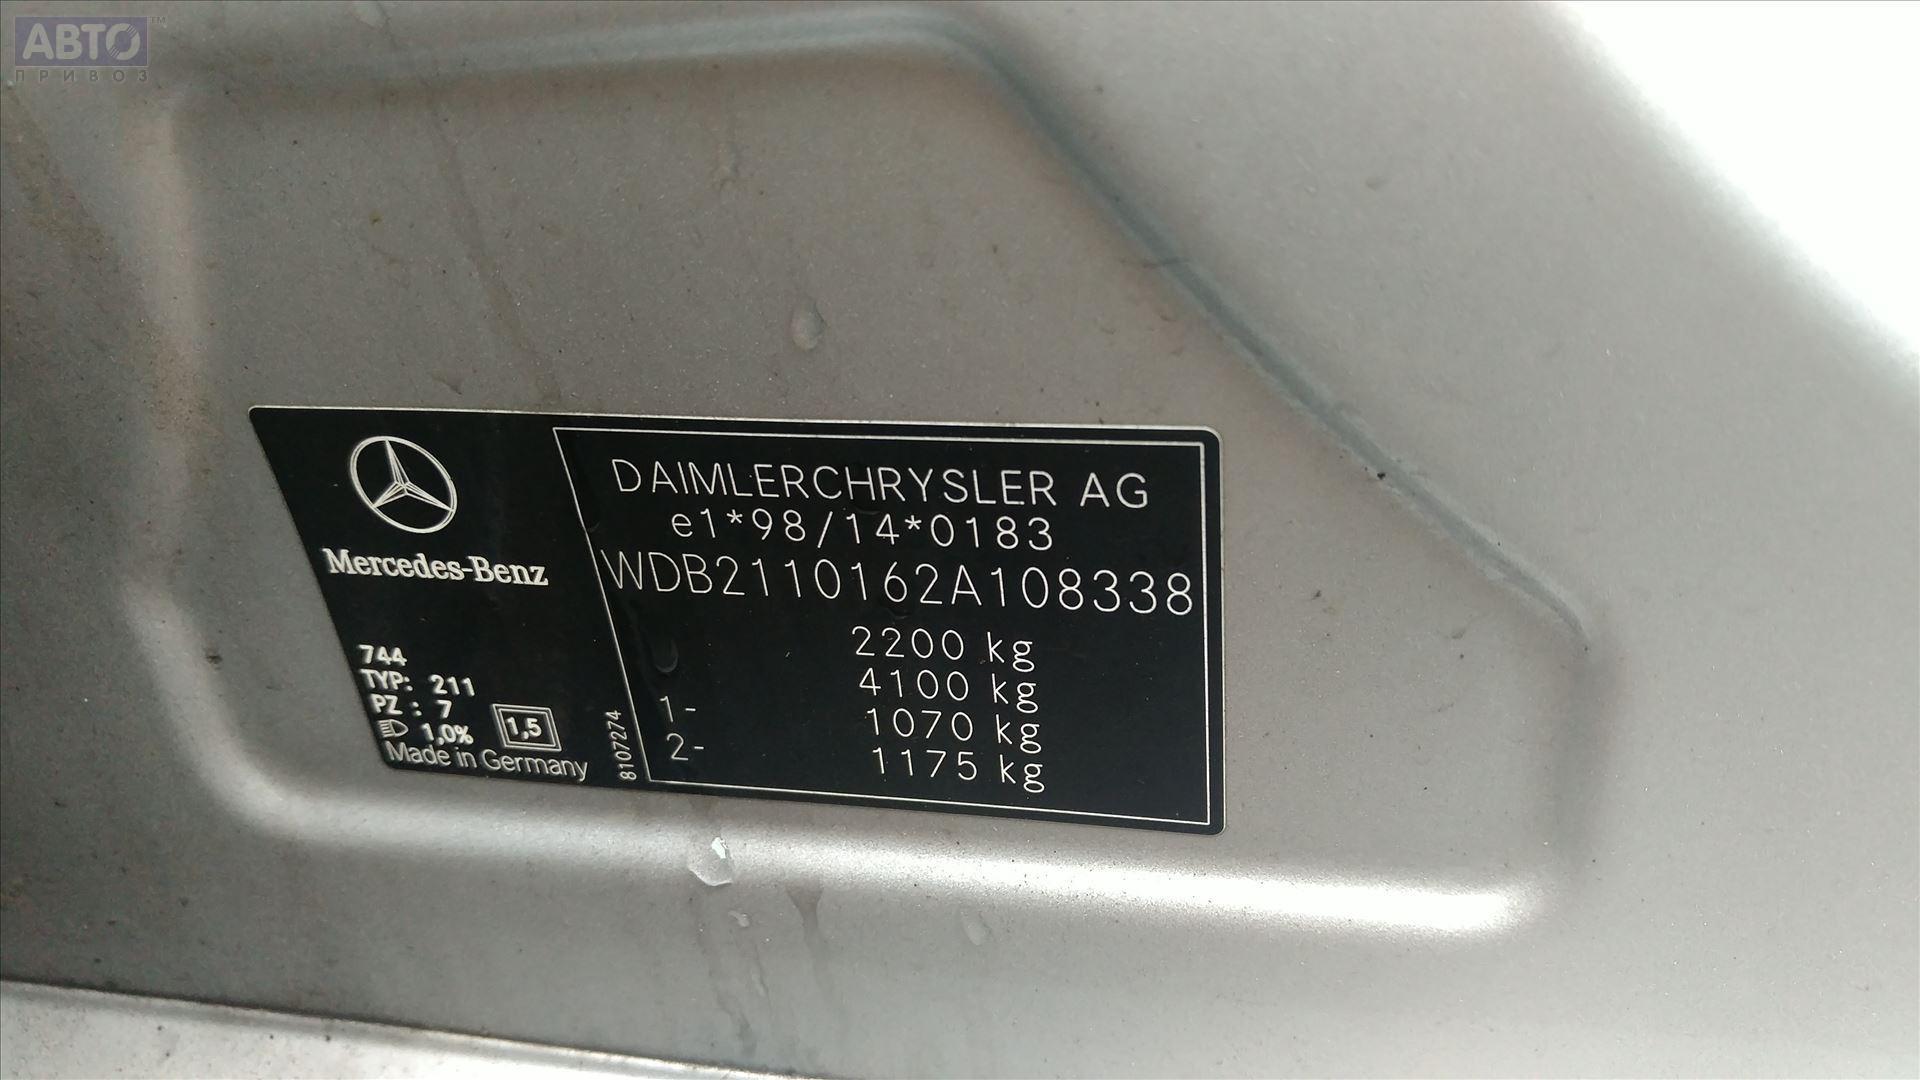 АВТО™
ПРИВОЗ
Mercedes-Benz
744
TYP: 211
PZ : 7
1,0%
1,5
Made in Germany
8107274
DAIMLERCHRYSLER AG
e1*98/14*0183
WDB2110162A108338
2200 kg
4100 kg
1- 1070 kg
2- 1175 kg